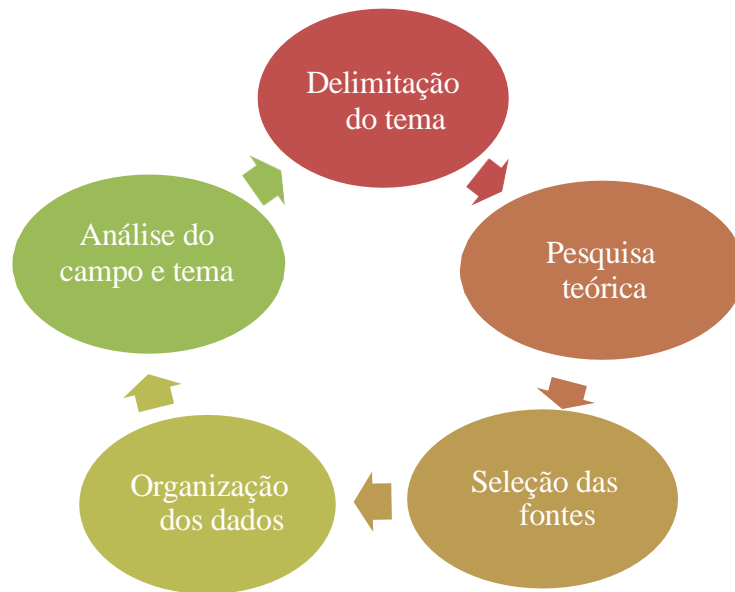 Delimitação
do tema
Pesquisa
teórica
Seleção das
fontes
Organização
dos dados
Análise do
campo e tema